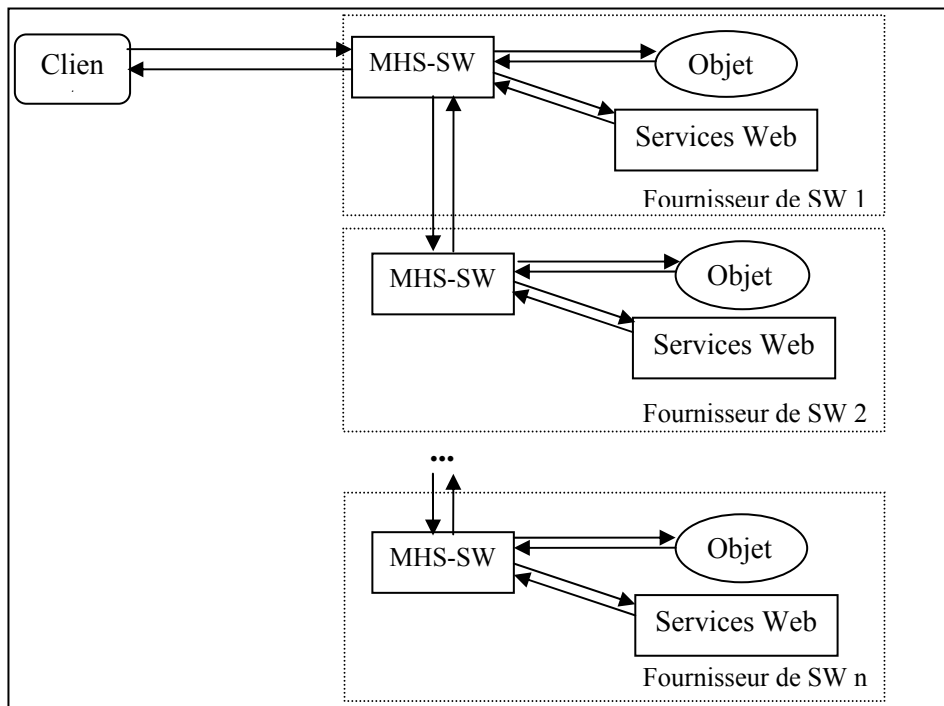 Clien
MHS-SW
Objet
Services Web
Fournisseur de SW 1
MHS-SW
Objet
Services Web
Fournisseur de SW 2
...
MHS-SW
Objet
Services Web
Fournisseur de SW n